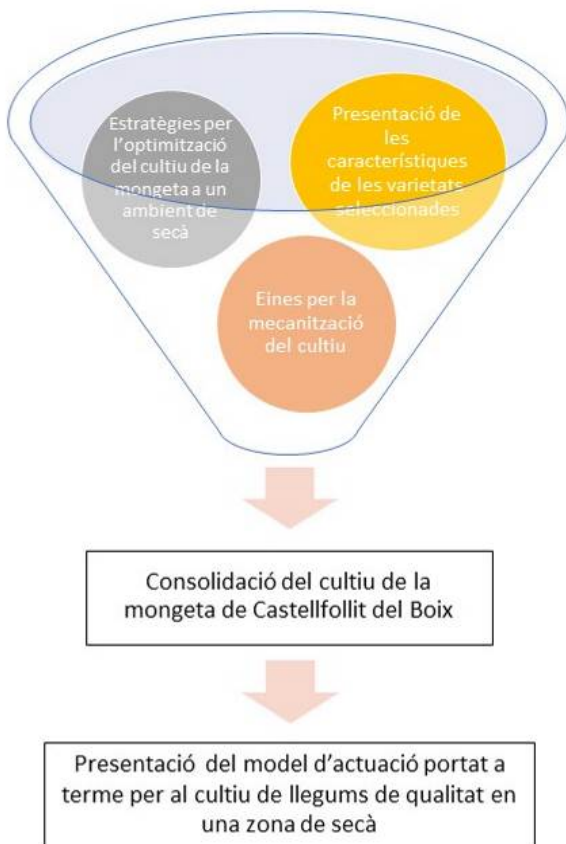 Estratègies per
l'optimització
del cultiu de la
mongeta a un
ambient de
secà
Presentació de
les
característiques
de les varietats
seleccionades
Eines per la
mecanització
del cultiu
Consolidació del cultiu de la
mongeta de Castellfollit del Boix
Presentació del model d'actuació portat a
terme per al cultiu de llegums de qualitat en
una zona de secà